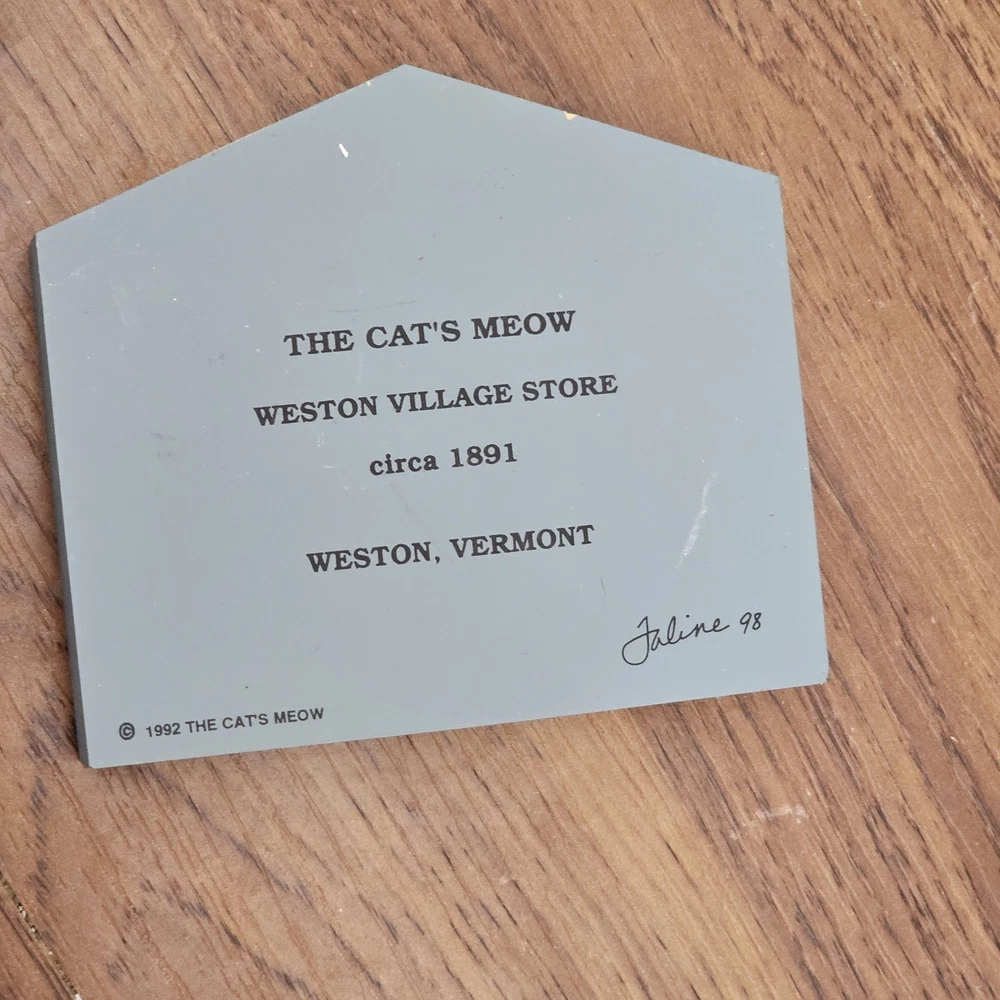 THE CAT'S MEOW
WESTON VILLAGE STORE
circa 1891
WESTON, VERMONT
Faline 98
© 1992 THE CAT'S MEOW